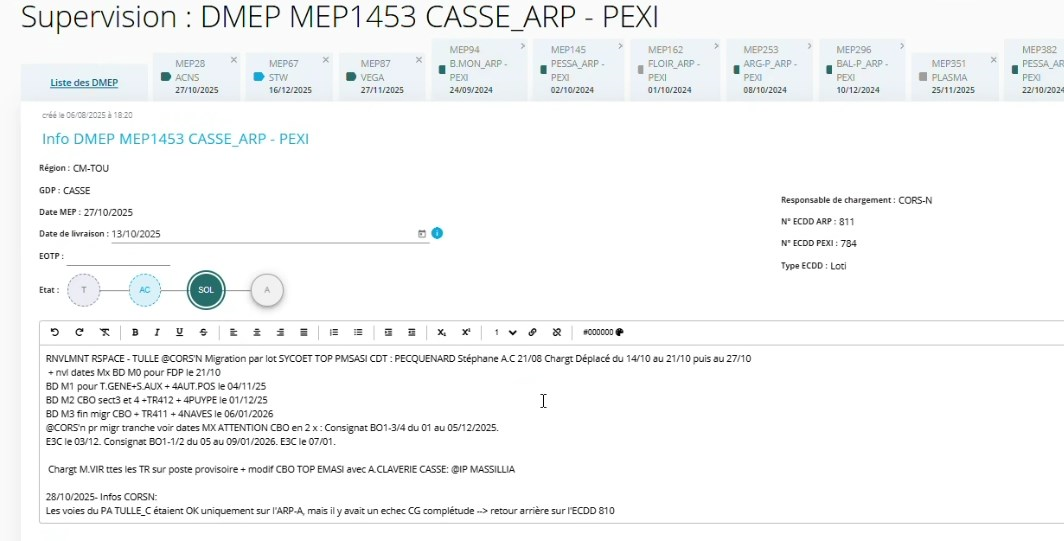 Supervision : DMEP MEP1453 CASSE_ARP - PEXI
Liste des DMEP
MEP28
ACNS
27/10/2025
MEP67
STW
16/12/2025
MEP87
VEGA
27/11/2025
MEP94
B.MON_ARP -
PEXI
24/09/2024
MEP145
PESSA_ARP -
PEXI
02/10/2024
MEP162
FLOIR_ARP -
PEXI
01/10/2024
MEP253
ARG-P_ARP -
PEXI
08/10/2024
MEP296
BAL-P_ARP -
PEXI
10/12/2024
MEP351
PLASMA
25/11/2025
MEP382
PESSA_AR
PEXI
22/10/2024
créé le 06/08/2025 à 18:20
Info DMEP MEP1453 CASSE_ARP - PEXI
Région : CM-TOU
GDP : CASSE
Date MEP : 27/10/2025
Date de livraison : 13/10/2025
EOTP :
Etat : T AC SOL A
Responsable de chargement : CORS-N
N° ECDD ARP : 811
N° ECDD PEXI : 784
Type ECDD : Loti
B I U S X₂ X² 1 #000000
RNVLMNT RSPACE - TULLE @CORS'N Migration par lot SYCOET TOP PMSASI CDT : PECQUENARD Stéphane A.C 21/08 Chargt Déplacé du 14/10 au 21/10 puis au 27/10
+ nvl dates Mx BD M0 pour FDP le 21/10
BD M1 pour T.GENE+S.AUX + 4AUT.POS le 04/11/25
BD M2 CBO sect3 et 4 +TR412 + 4PUYPE le 01/12/25
BD M3 fin migr CBO + TR411 + 4NAVES le 06/01/2026
@CORS'n pr migr tranche voir dates MX ATTENTION CBO en 2 x : Consignat BO1-3/4 du 01 au 05/12/2025.
E3C le 03/12. Consignat BO1-1/2 du 05 au 09/01/2026. E3C le 07/01.
Chargt M.VIR ttes les TR sur poste provisoire + modif CBO TOP EMASI avec A.CLAVERIE CASSE: @IP MASSILLIA
28/10/2025- Infos CORSN:
Les voies du PA TULLE_C étaient OK uniquement sur l'ARP-A, mais il y avait un echec CG complétude --> retour arrière sur l'ECDD 810